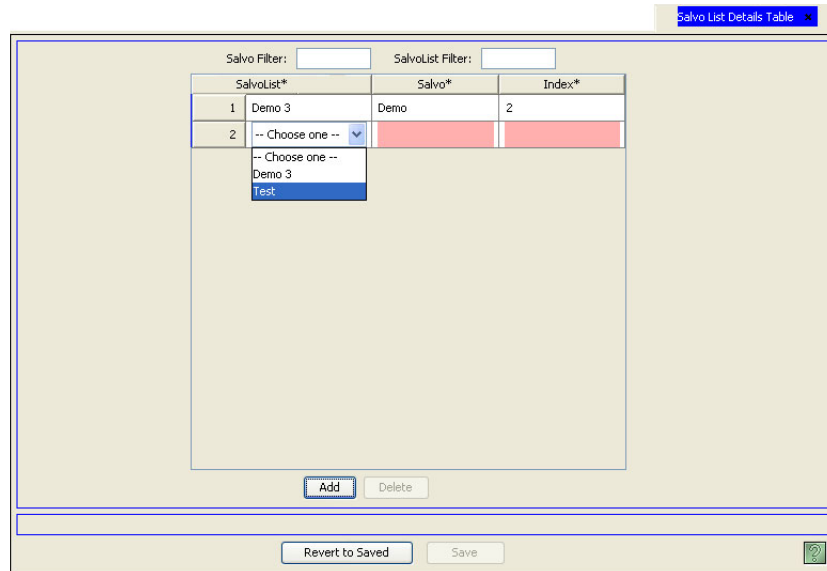 Salvo List Details Table x
Salvo Filter: SalvoList Filter:
SalvoList* Salvo* Index*
1 Demo 3 Demo 2
2 -- Choose one --
-- Choose one --
Demo 3
Test
Add Delete
Revert to Saved Save ?